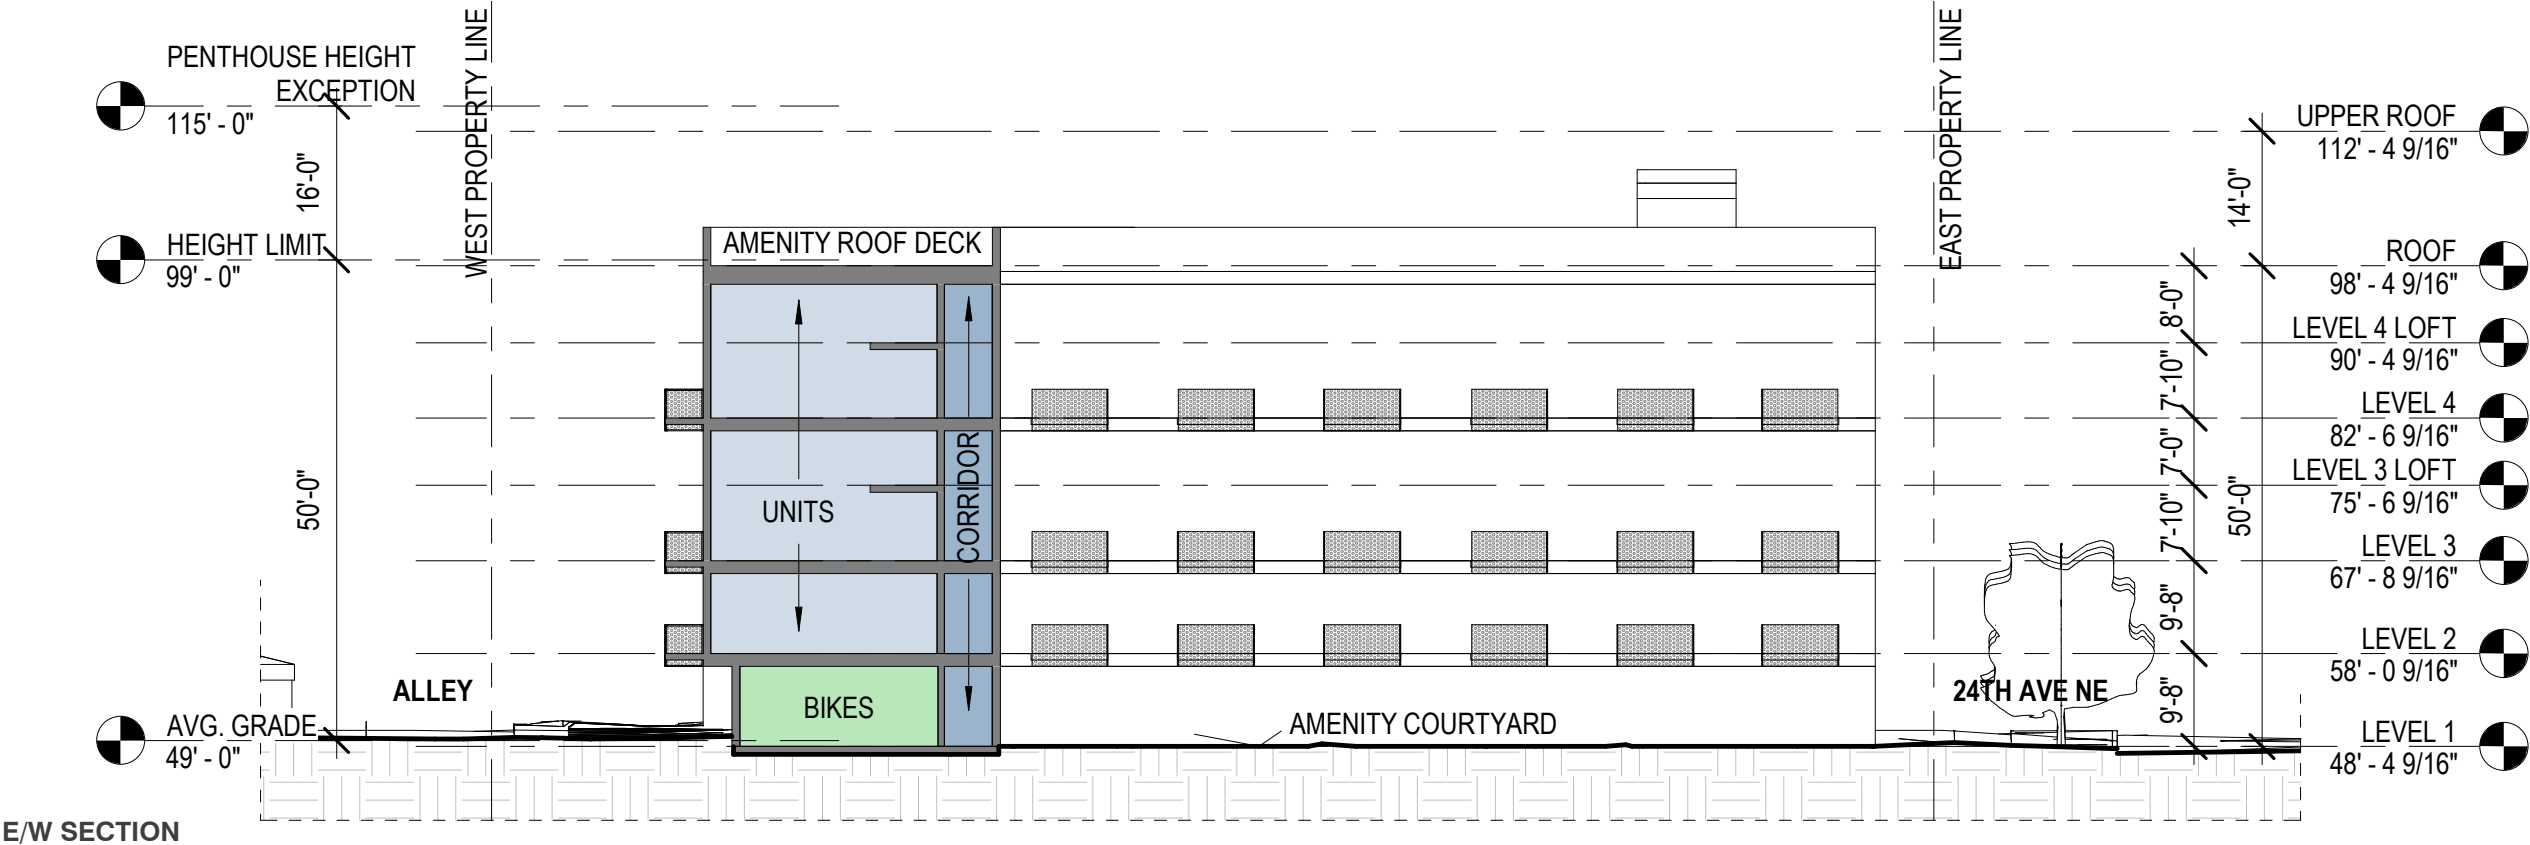 PENTHOUSE HEIGHT
EXCEPTION
115' - 0"
16'-0"
HEIGHT LIMIT
99' - 0"
50'-0"
AVG. GRADE
49' - 0"
WEST PROPERTY LINE
ALLEY
AMENITY ROOF DECK
UNITS
CORRIDOR
BIKES
AMENITY COURTYARD
EAST PROPERTY LINE
24TH AVE NE
UPPER ROOF
112' - 4 9/16"
14'-0"
ROOF
98' - 4 9/16"
8'-0"
LEVEL 4 LOFT
90' - 4 9/16"
7'-10"
LEVEL 4
82' - 6 9/16"
7'-0"
LEVEL 3 LOFT
75' - 6 9/16"
50'-0"
7'-10"
LEVEL 3
67' - 8 9/16"
9'-8"
LEVEL 2
58' - 0 9/16"
9'-8"
LEVEL 1
48' - 4 9/16"
E/W SECTION